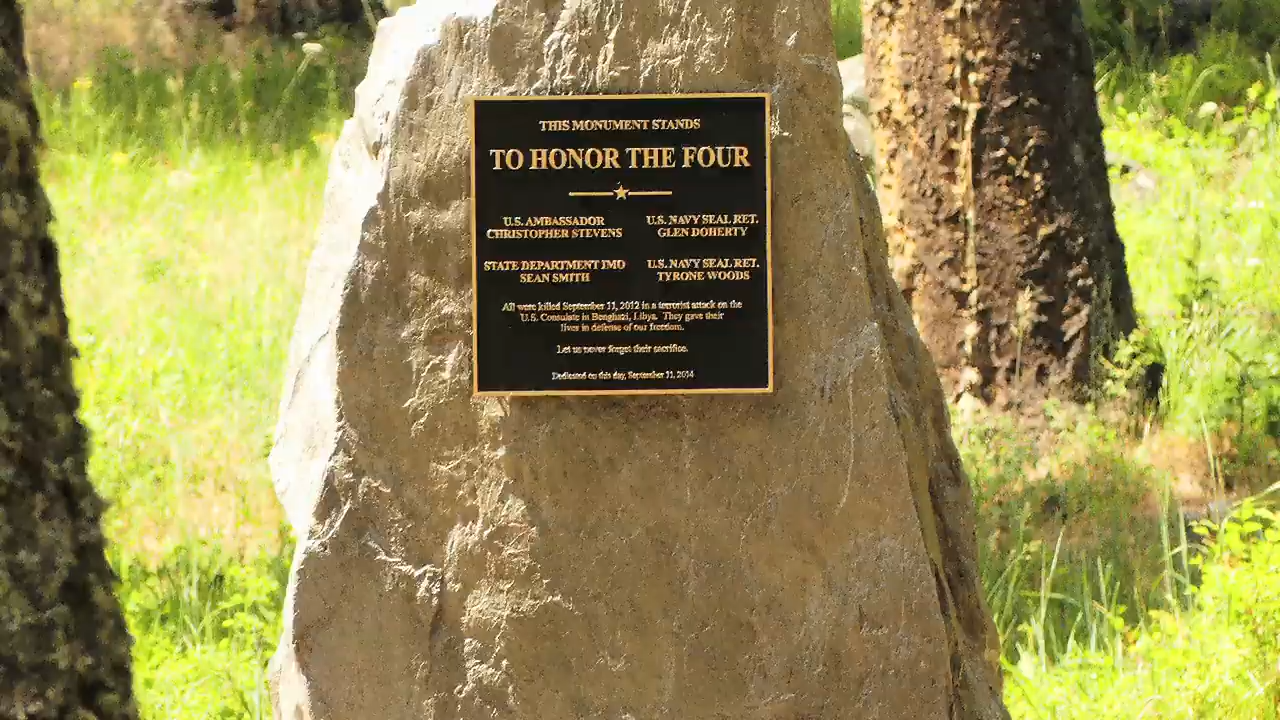 THIS MONUMENT STANDS
TO HONOR THE FOUR
U.S. AMBASSADOR
CHRISTOPHER STEVENS
U.S. NAVY SEAL RET.
GLEN DOHERTY
STATE DEPARTMENT IMO
SEAN SMITH
U.S. NAVY SEAL RET.
TYRONE WOODS
All were killed September 11, 2012 in a terrorist attack on the
U.S. Consulate in Benghazi, Libya. They gave their
lives in defense of our freedom.
Let us never forget their sacrifice.
Dedicated on this day, September 11, 2014